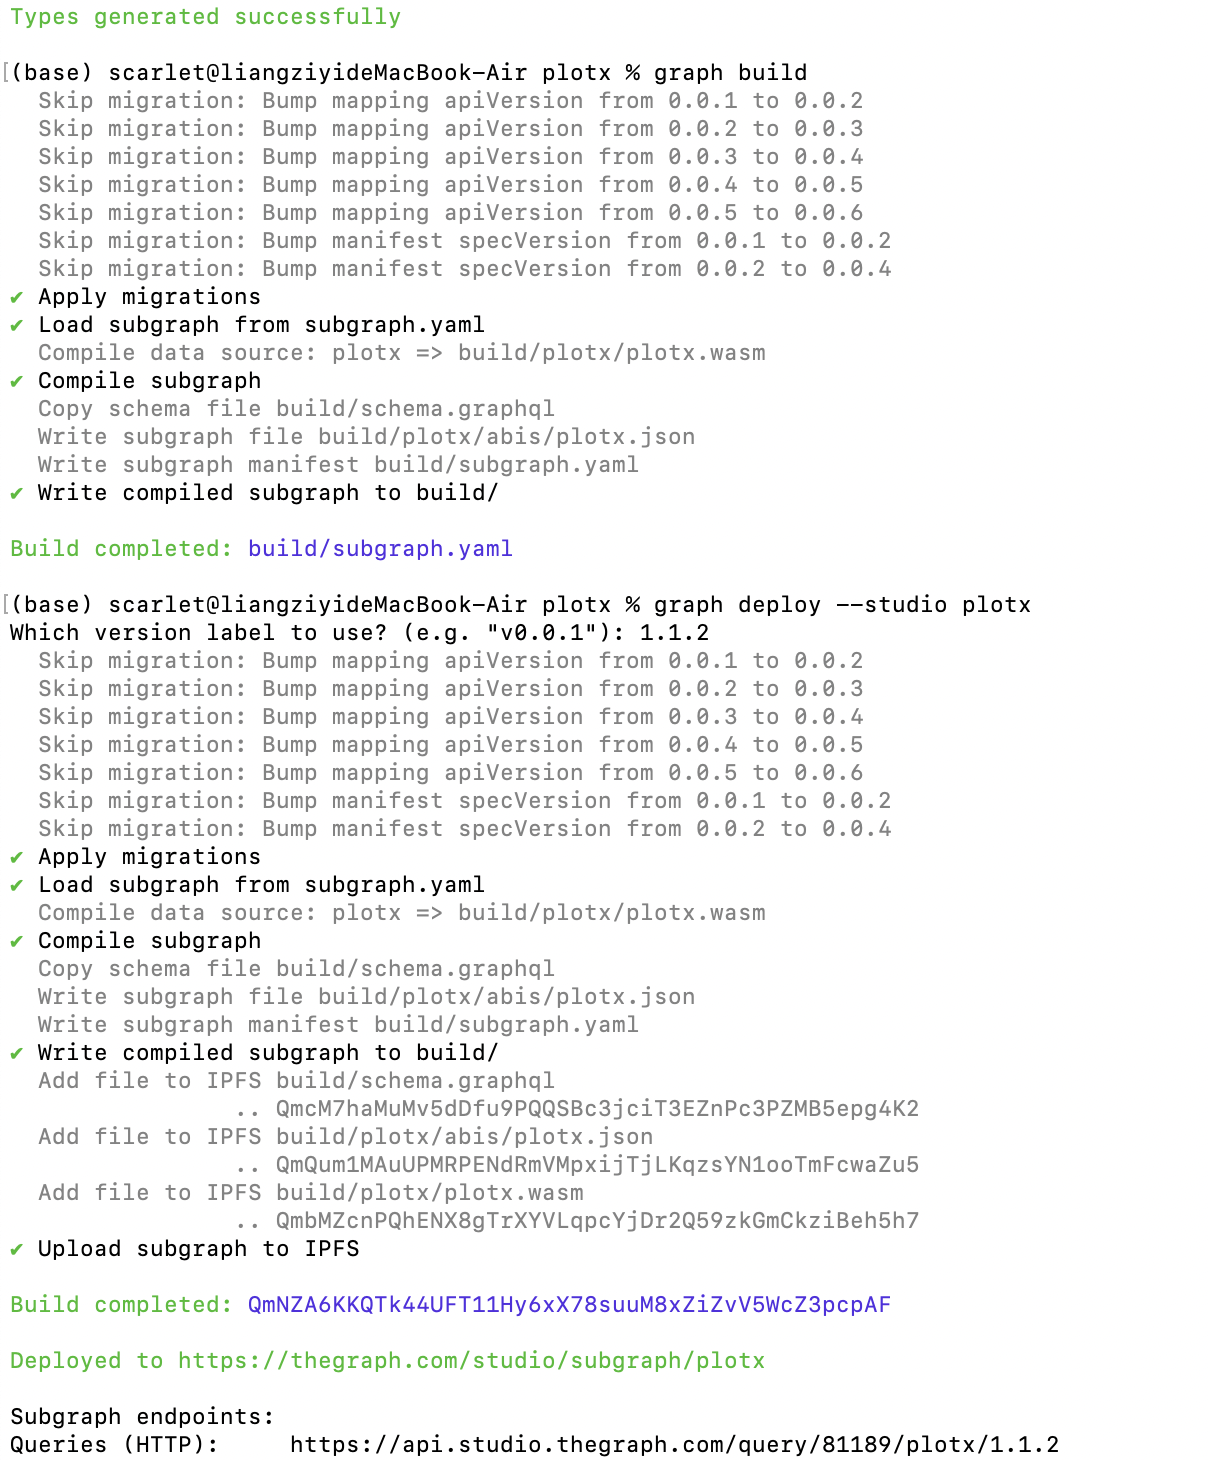 Types generated successfully
(base) scarlet@liangziyideMacBook-Air plotx % graph build
Skip migration: Bump mapping apiVersion from 0.0.1 to 0.0.2
Skip migration: Bump mapping apiVersion from 0.0.2 to 0.0.3
Skip migration: Bump mapping apiVersion from 0.0.3 to 0.0.4
Skip migration: Bump mapping apiVersion from 0.0.4 to 0.0.5
Skip migration: Bump mapping apiVersion from 0.0.5 to 0.0.6
Skip migration: Bump manifest specVersion from 0.0.1 to 0.0.2
Skip migration: Bump manifest specVersion from 0.0.2 to 0.0.4
✔ Apply migrations
✔ Load subgraph from subgraph.yaml
Compile data source: plotx => build/plotx/plotx.wasm
✔ Compile subgraph
Copy schema file build/schema.graphql
Write subgraph file build/plotx/abis/plotx.json
Write subgraph manifest build/subgraph.yaml
✔ Write compiled subgraph to build/
Build completed: build/subgraph.yaml
(base) scarlet@liangziyideMacBook-Air plotx % graph deploy --studio plotx
Which version label to use? (e.g. "v0.0.1"): 1.1.2
Skip migration: Bump mapping apiVersion from 0.0.1 to 0.0.2
Skip migration: Bump mapping apiVersion from 0.0.2 to 0.0.3
Skip migration: Bump mapping apiVersion from 0.0.3 to 0.0.4
Skip migration: Bump mapping apiVersion from 0.0.4 to 0.0.5
Skip migration: Bump mapping apiVersion from 0.0.5 to 0.0.6
Skip migration: Bump manifest specVersion from 0.0.1 to 0.0.2
Skip migration: Bump manifest specVersion from 0.0.2 to 0.0.4
✔ Apply migrations
✔ Load subgraph from subgraph.yaml
Compile data source: plotx => build/plotx/plotx.wasm
✔ Compile subgraph
Copy schema file build/schema.graphql
Write subgraph file build/plotx/abis/plotx.json
Write subgraph manifest build/subgraph.yaml
✔ Write compiled subgraph to build/
Add file to IPFS build/schema.graphql
.. QmcM7haMuMv5dDfu9PQQSBc3jciT3EZnPc3PZMB5epg4K2
Add file to IPFS build/plotx/abis/plotx.json
.. QmQum1MAuUPMRPENdRmVMpxijTjLKqzsYN1ooTmFcwaZu5
Add file to IPFS build/plotx/plotx.wasm
.. QmbMZcnPQhENX8gTrXYVLqpcYjDr2Q59zkGmCkziBeh5h7
✔ Upload subgraph to IPFS
Build completed: QmNZA6KKQTk44UFT11Hy6xX78suuM8xZiZvV5WcZ3pcpAF
Deployed to https://thegraph.com/studio/subgraph/plotx
Subgraph endpoints:
Queries (HTTP): https://api.studio.thegraph.com/query/81189/plotx/1.1.2